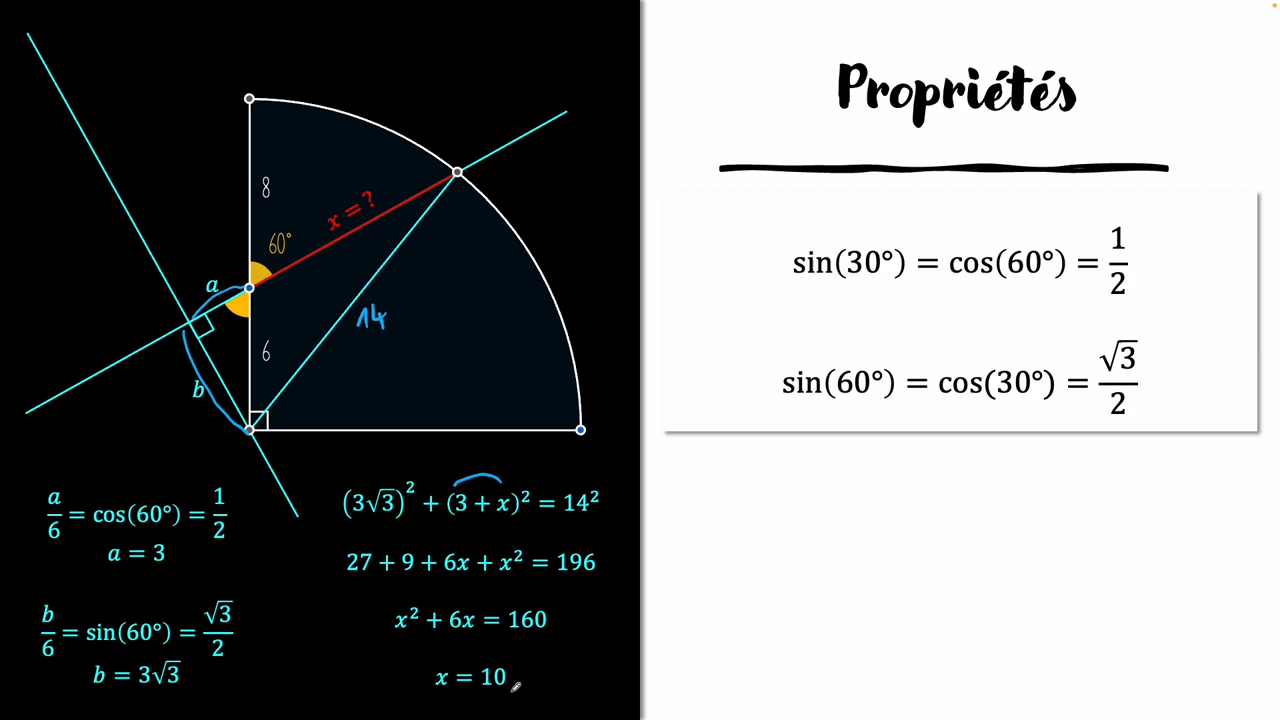 8
x = ?
60°
a
14
6
b
a/6 = cos(60°) = 1/2
a = 3
b/6 = sin(60°) = √3/2
b = 3√3
(3√3)² + (3 + x)² = 14²
27 + 9 + 6x + x² = 196
x² + 6x = 160
x = 10
Propriétés
sin(30°) = cos(60°) = 1/2
sin(60°) = cos(30°) = √3/2